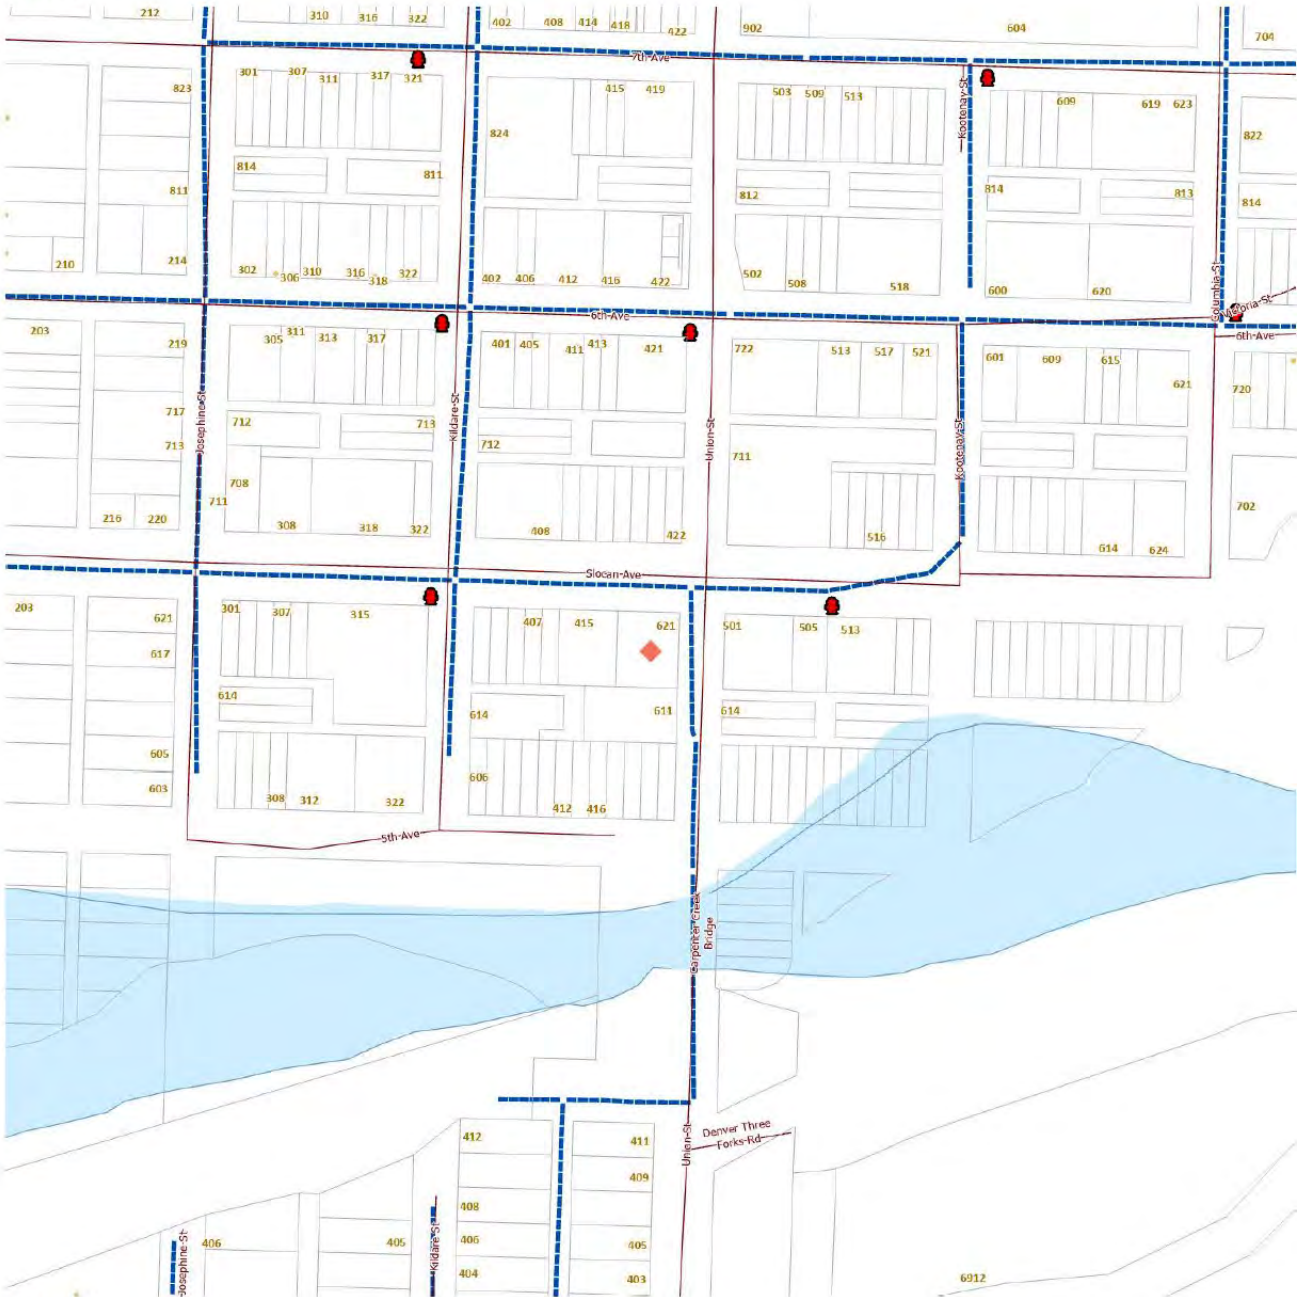 212
310 316 322
402 408 414 418 422
902
604
704
7th Ave
823
301 307 311 317 321
415 419
824
503 509 513
Kootenay St
609 619 623
822
814
811
811
812
814
813
814
210
214
302 306 310 316 318 322
402 406 412 416 422
502 508 518
600 620
Columbia St
Victoria St
6th Ave
6th Ave
203
219
305 311 313 317
401 405 411 413 421
722
513 517 521
601 609 615 621
720
Josephine St
717
713
712
713
Kildare St
712
Union St
711
Kootenay St
708
711
702
216 220
308 318 322
408 422
516
614 624
Slocan Ave
203
621
617
301 307 315
407 415 621
501 505 513
614
614
611
614
605
603
606
308 312 322
412 416
5th Ave
Carpenter Creek
Bridge
Union St
Denver Three
Forks Rd
412
411
409
408
406
405
404
403
Josephine St
406
405
Kildare St
6912